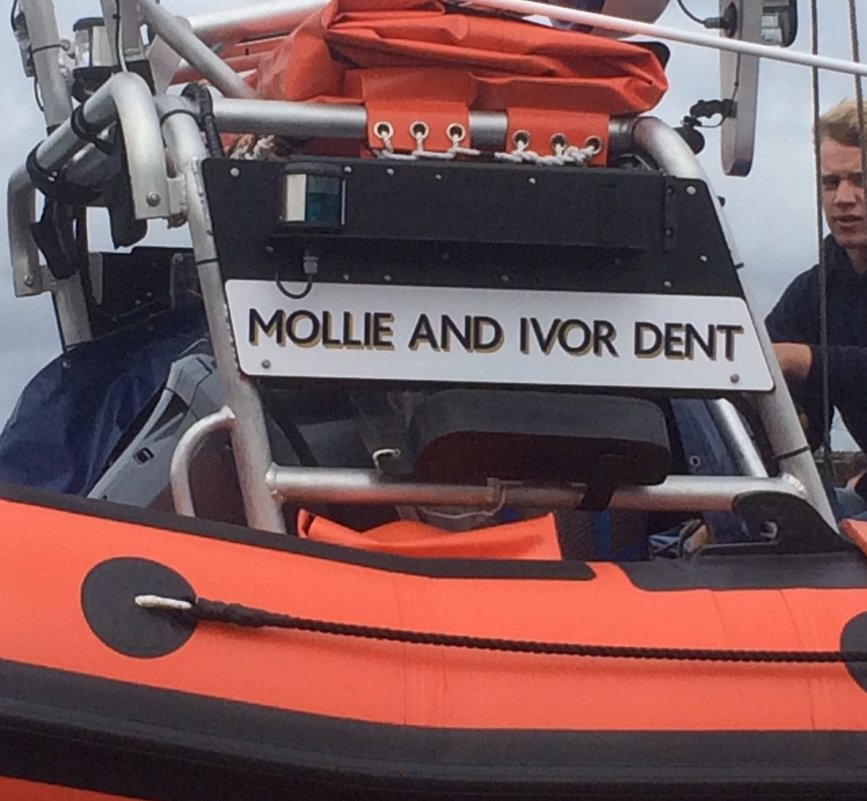 MOLLIE AND IVOR DENT